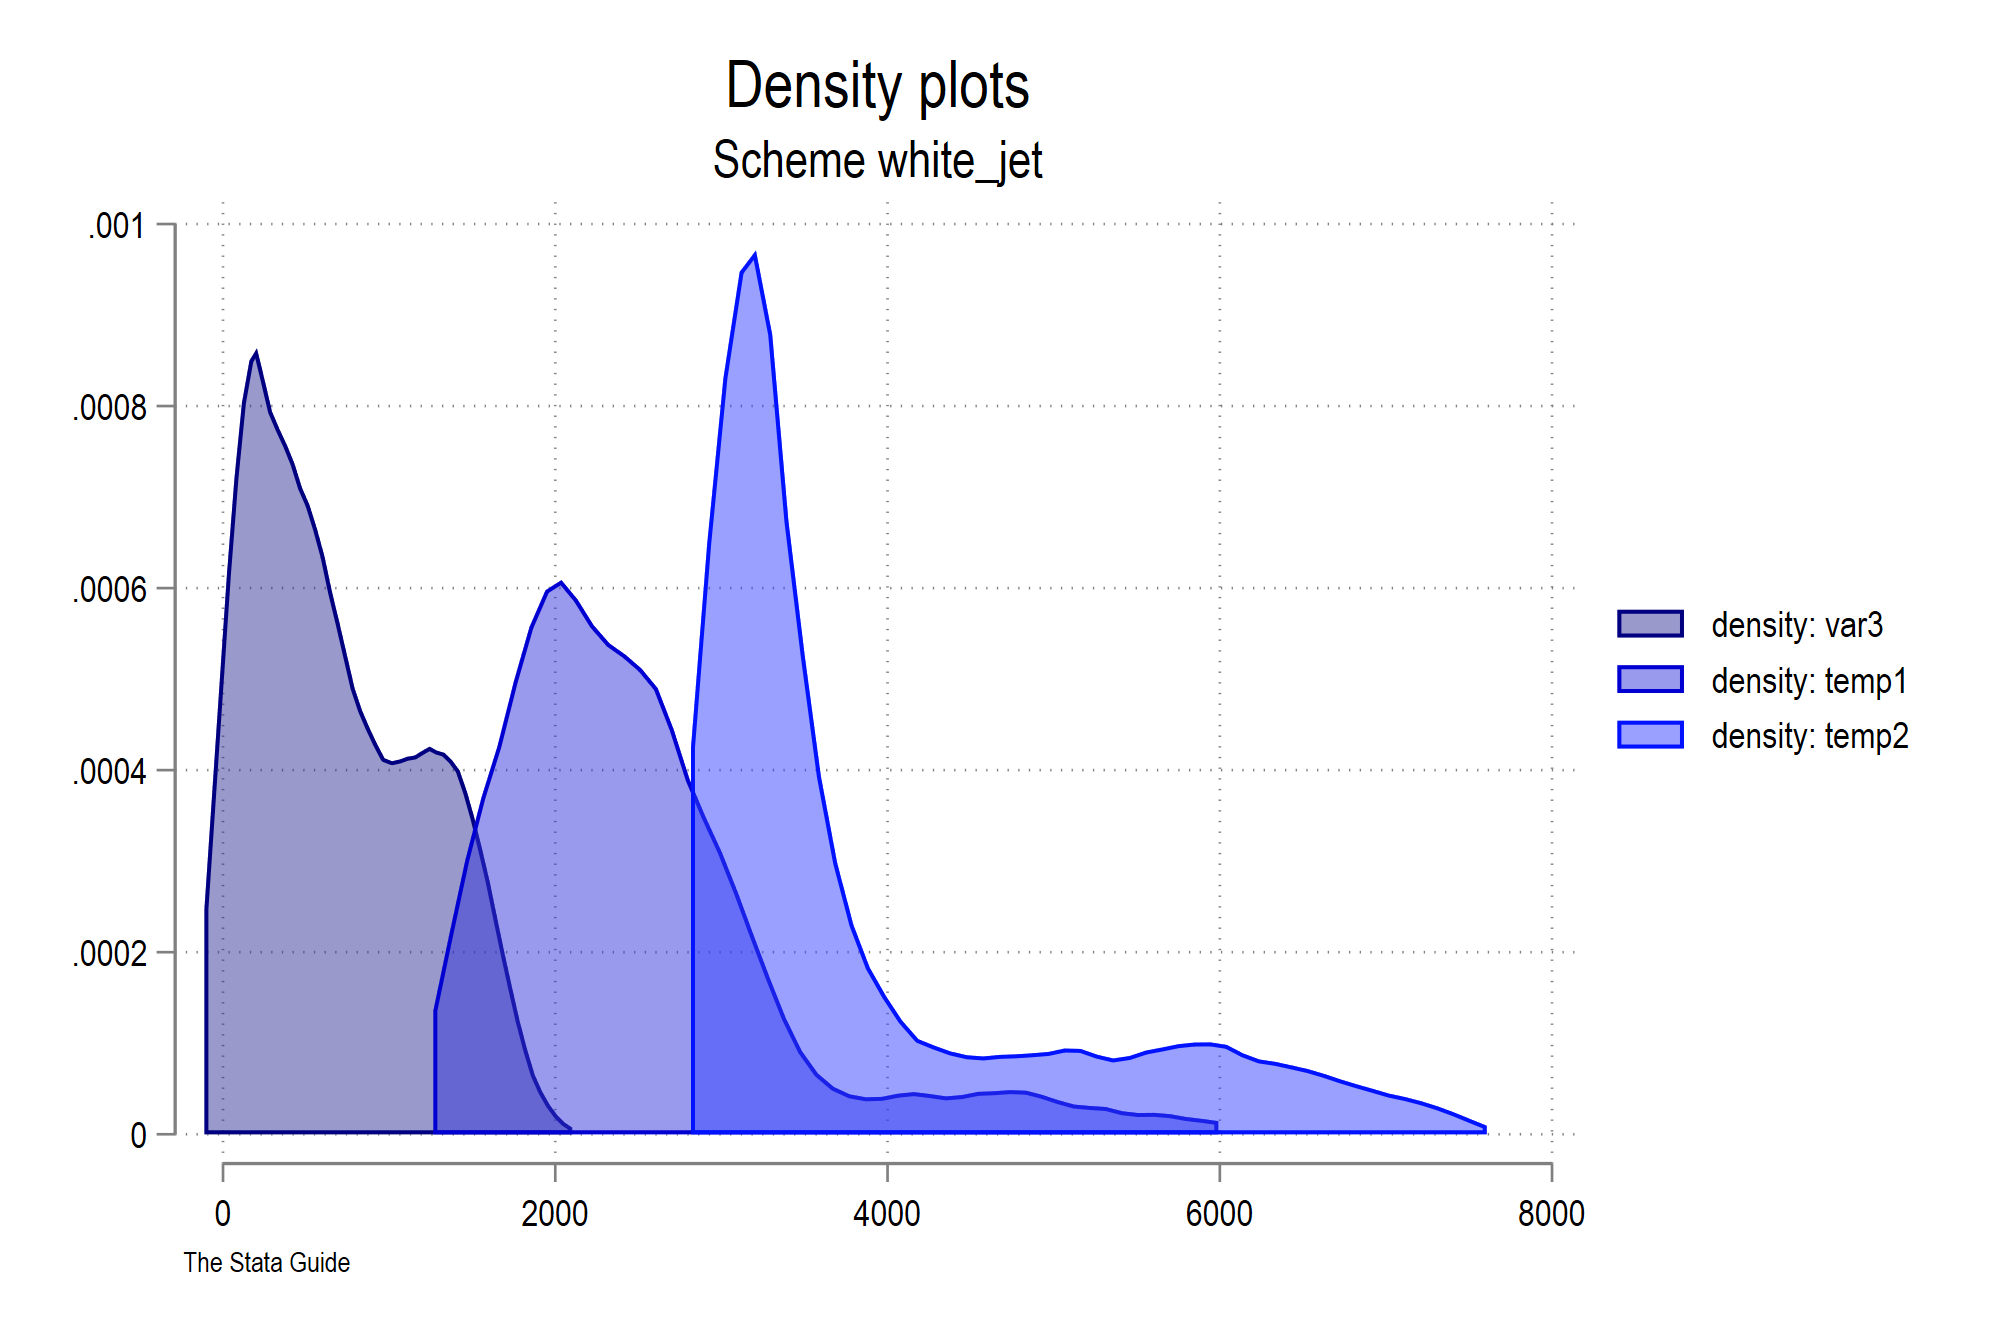 Density plots
Scheme white_jet
.001
.0008
.0006
.0004
.0002
0
0 2000 4000 6000 8000
density: var3
density: temp1
density: temp2
The Stata Guide